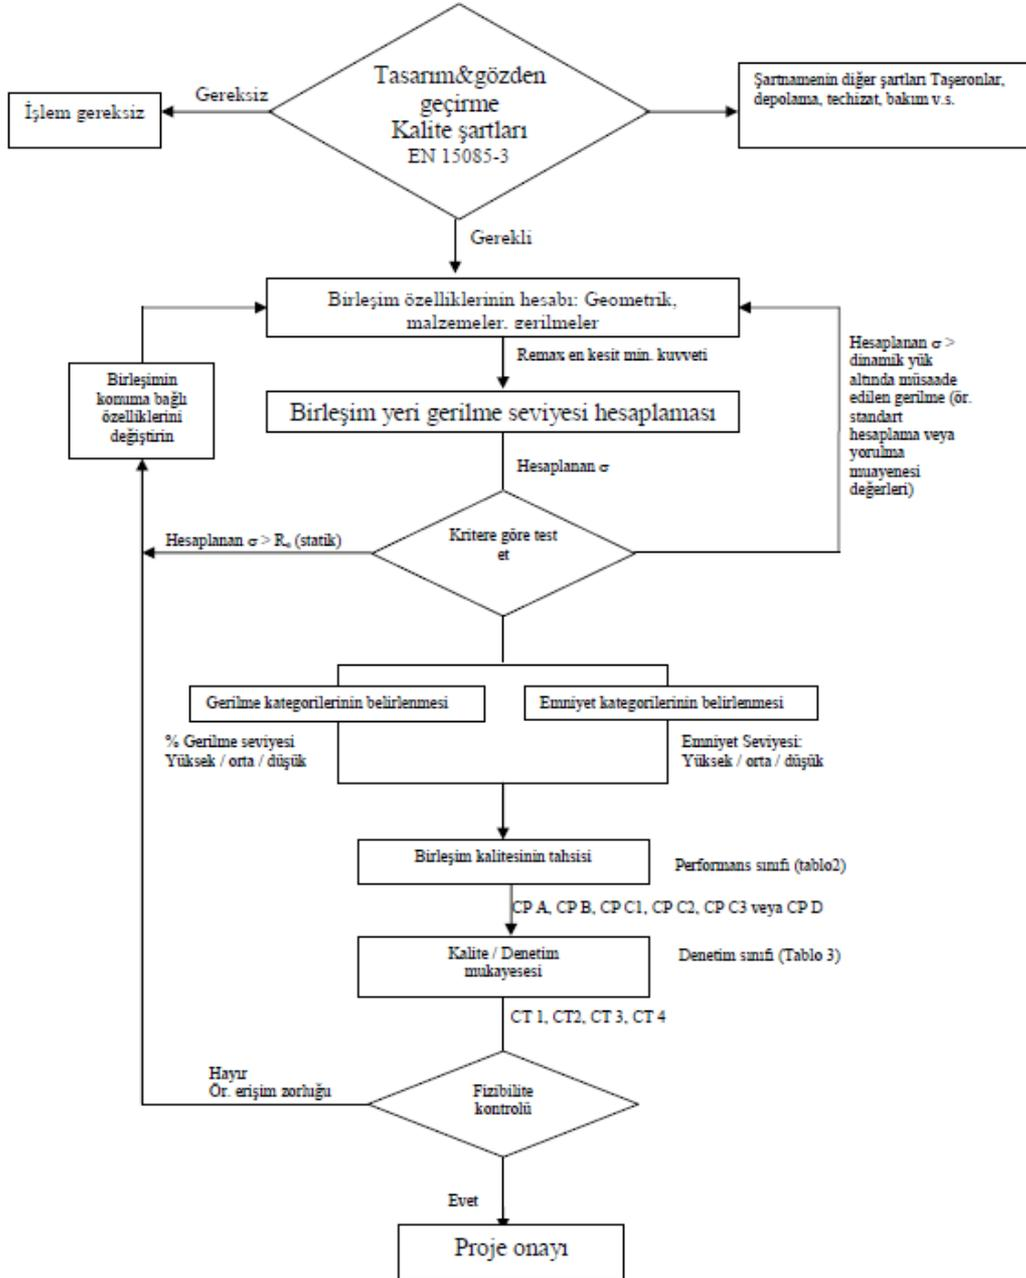 Tasarım&gözden
geçirme
Kalite şartları
EN 15085-3
Gereksiz
İşlem gereksiz
Şartnamenin diğer şartları Taşeronlar,
depolama, techizat, bakım v.s.
Gerekli
Birleşim özelliklerinin hesabı: Geometrik,
malzemeler, gerilmeler
Remax en kesit min. kuvveti
Birleşimin
konuma bağlı
özelliklerini
değiştirin
Hesaplanan σ >
dinamik yük
altında müsaade
edilen gerilme (ör.
standart
hesaplama veya
yorulma
muayenesi
değerleri)
Birleşim yeri gerilme seviyesi hesaplaması
Hesaplanan σ
Kritere göre test
et
Hesaplanan σ > Rₑ (statik)
Gerilme kategorilerinin belirlenmesi
Emniyet kategorilerinin belirlenmesi
% Gerilme seviyesi
Yüksek / orta / düşük
Emniyet Seviyesi:
Yüksek / orta / düşük
Birleşim kalitesinin tahsisi
Performans sınıfı (tablo2)
CP A, CP B, CP C1, CP C2, CP C3 veya CP D
Kalite / Denetim
mukayesesi
Denetim sınıfı (Tablo 3)
CT 1, CT2, CT 3, CT 4
Hayır
Ör. erişim zorluğu
Fizibilite
kontrolü
Evet
Proje onayı